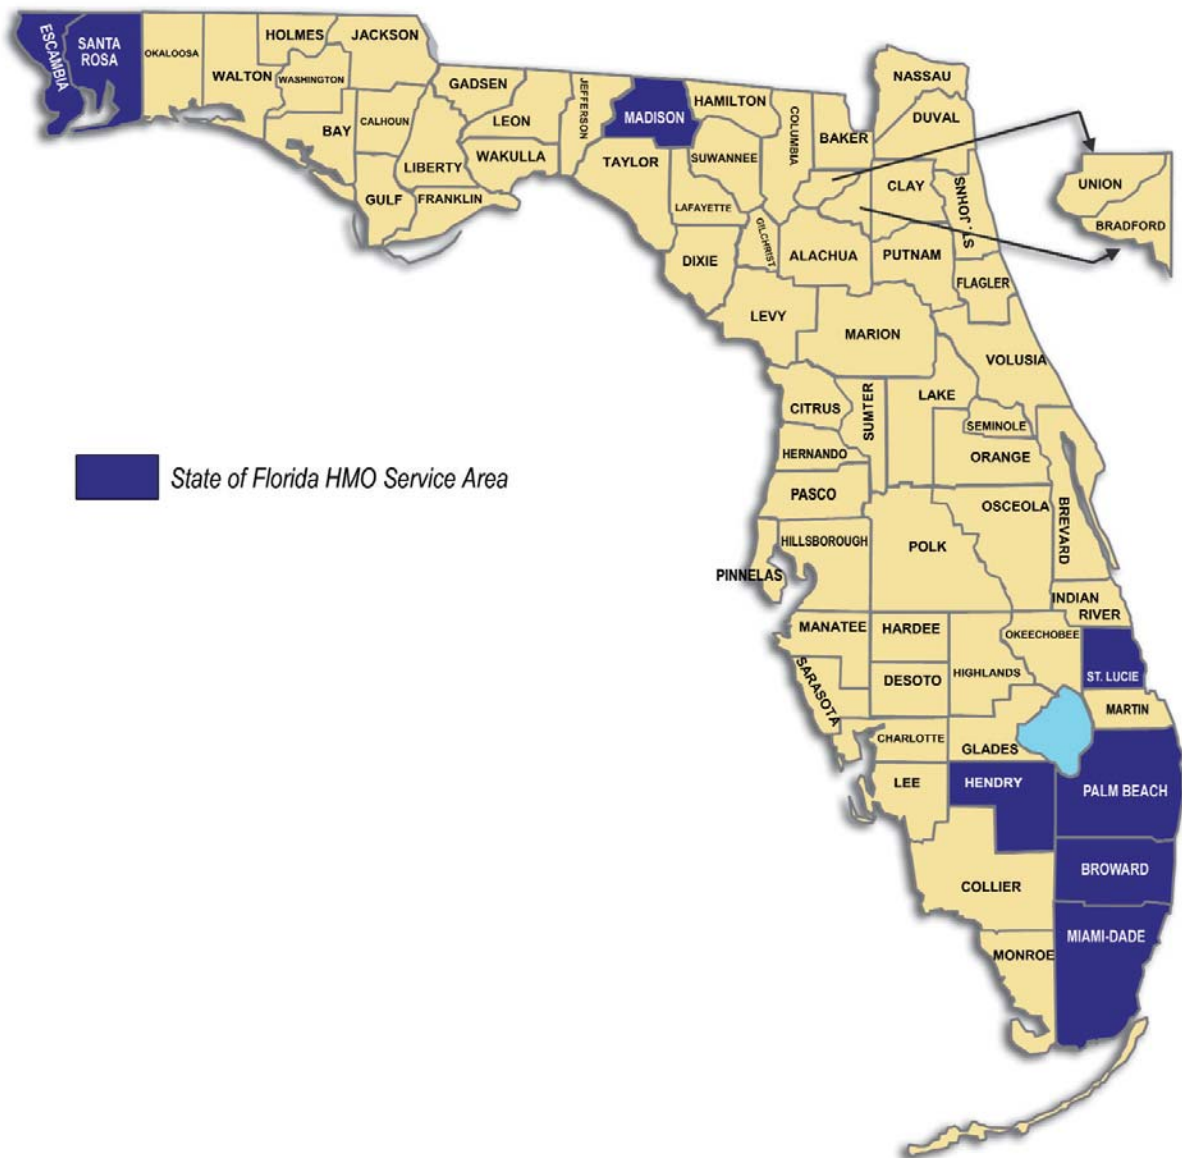 ESCAMBIA
SANTA
ROSA
OKALOOSA
WALTON
HOLMES
WASHINGTON
JACKSON
BAY
CALHOUN
GULF
LIBERTY
GADSEN
LEON
WAKULLA
FRANKLIN
JEFFERSON
MADISON
TAYLOR
HAMILTON
SUWANNEE
LAFAYETTE
COLUMBIA
BAKER
NASSAU
DUVAL
CLAY
ST. JOHNS
UNION
BRADFORD
DIXIE
GILCHRIST
ALACHUA
PUTNAM
FLAGLER
LEVY
MARION
VOLUSIA
CITRUS
SUMTER
LAKE
SEMINOLE
HERNANDO
ORANGE
State of Florida HMO Service Area
PASCO
OSCEOLA
BREVARD
HILLSBOROUGH
POLK
PINNELAS
INDIAN
RIVER
MANATEE
HARDEE
OKEECHOBEE
SARASOTA
DESOTO
HIGHLANDS
ST. LUCIE
MARTIN
CHARLOTTE
GLADES
LEE
HENDRY
PALM BEACH
BROWARD
COLLIER
MIAMI-DADE
MONROE